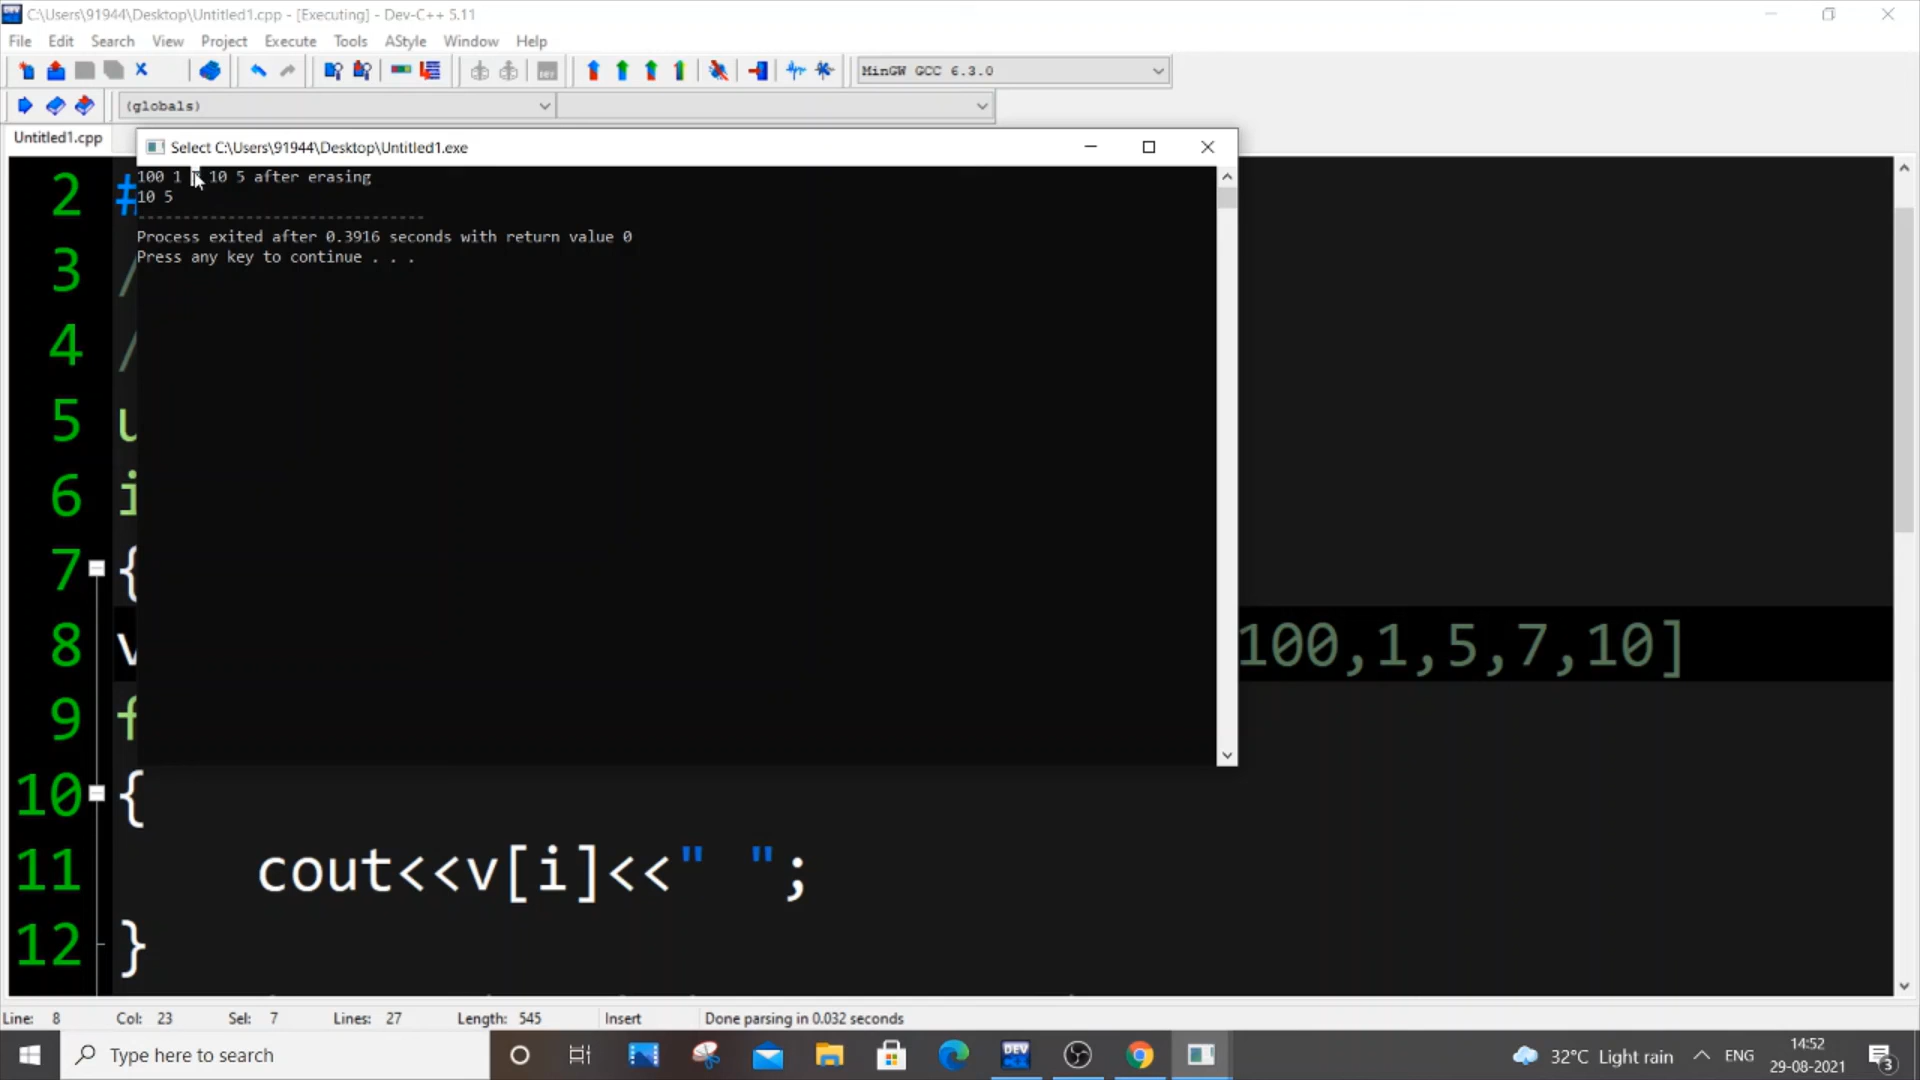 C:\Users\91944\Desktop\Untitled1.cpp - [Executing] - Dev-C++ 5.11
File Edit Search View Project Execute Tools AStyle Window Help
MinGW GCC 6.3.0
(globals)
Untitled1.cpp
Select C:\Users\91944\Desktop\Untitled1.exe
100 1 10 5 after erasing
10 5
--------------------------------
Process exited after 0.3916 seconds with return value 0
Press any key to continue . . .
2 #
3 /
4 /
5 u
6 i
7 {
8 v 100,1,5,7,10]
9 f
10 {
11 cout<<v[i]<<" ";
12 }
Line: 8 Col: 23 Sel: 7 Lines: 27 Length: 545 Insert Done parsing in 0.032 seconds
Type here to search
DEV
32°C Light rain
ENG
14:52
29-08-2021
3